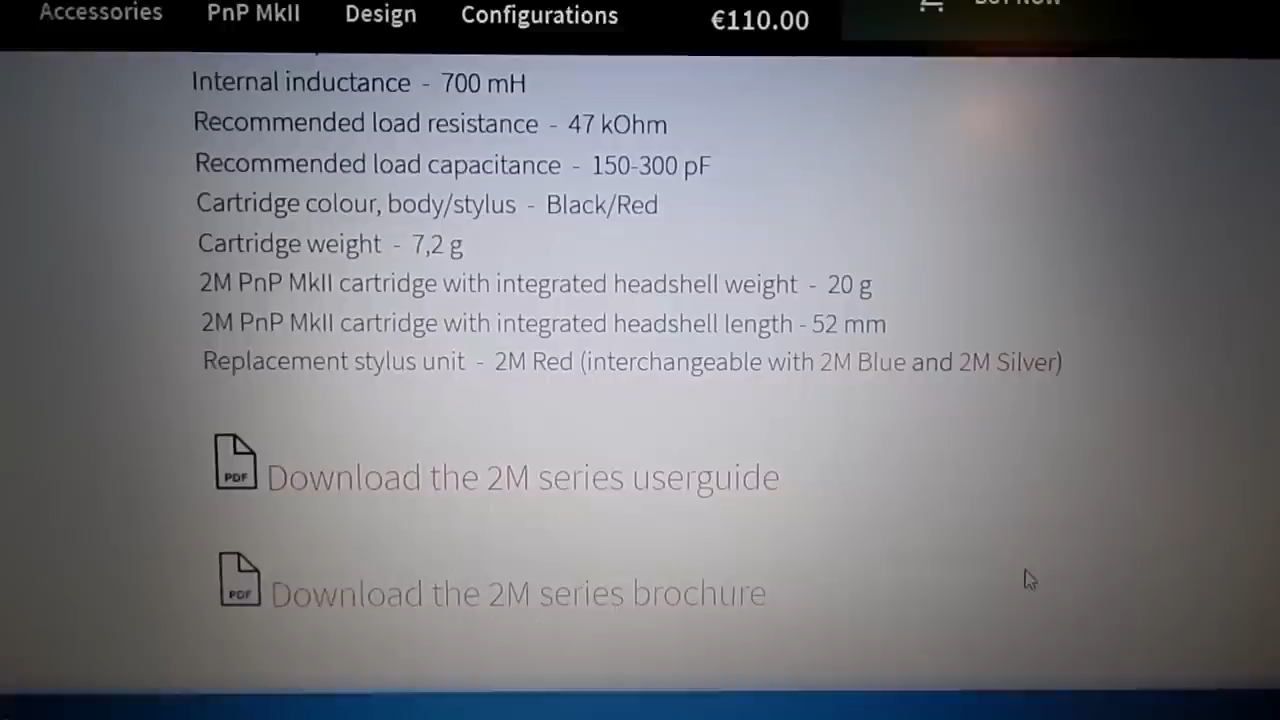 Accessories PnP MkII Design Configurations €110.00 BUY NOW
Internal inductance - 700 mH
Recommended load resistance - 47 kOhm
Recommended load capacitance - 150-300 pF
Cartridge colour, body/stylus - Black/Red
Cartridge weight - 7,2 g
2M PnP MkII cartridge with integrated headshell weight - 20 g
2M PnP MkII cartridge with integrated headshell length - 52 mm
Replacement stylus unit - 2M Red (interchangeable with 2M Blue and 2M Silver)
PDF Download the 2M series userguide
PDF Download the 2M series brochure